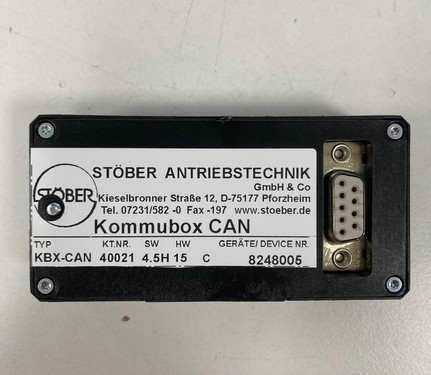 STÖBER ANTRIEBSTECHNIK
GmbH & Co
STÖBER
Kieselbronner Straße 12, D-75177 Pforzheim
Tel. 07231/582 -0 Fax -197 www.stoeber.de
Kommubox CAN
TYP KT.NR. SW HW GERÄTE/ DEVICE NR.
KBX-CAN 40021 4.5H 15 C 8248005